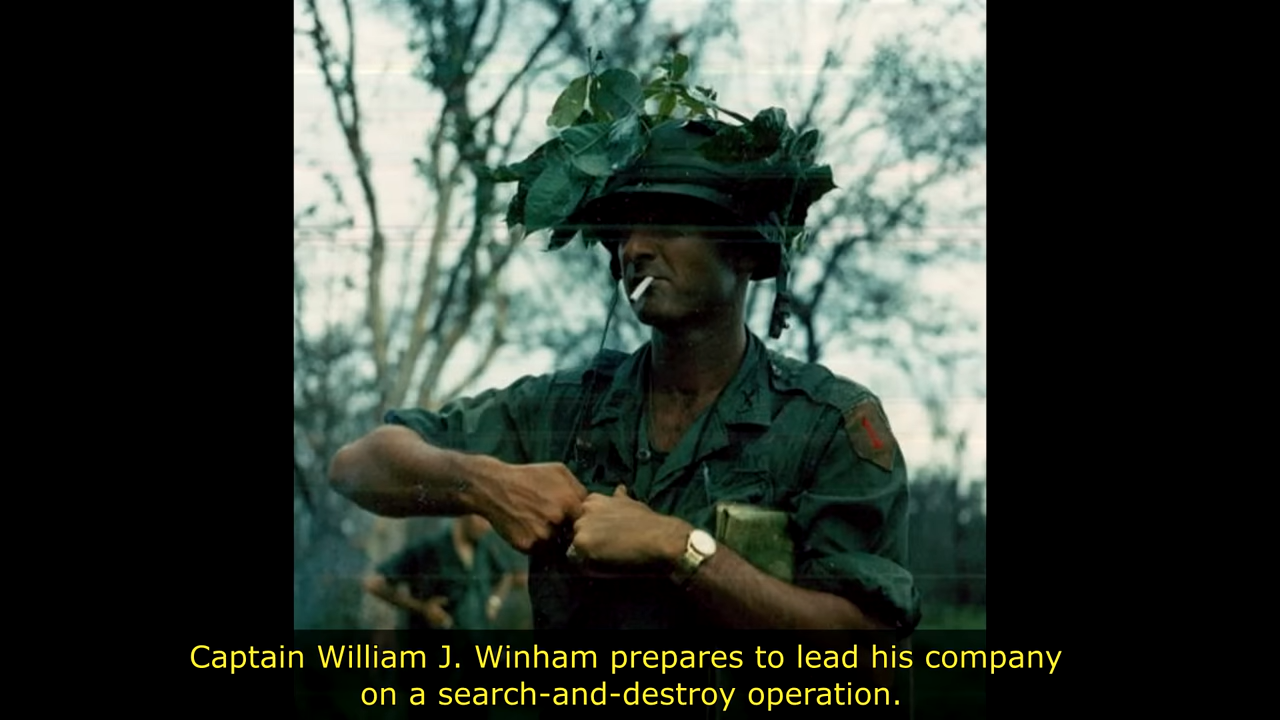 Captain William J. Winham prepares to lead his company
on a search-and-destroy operation.